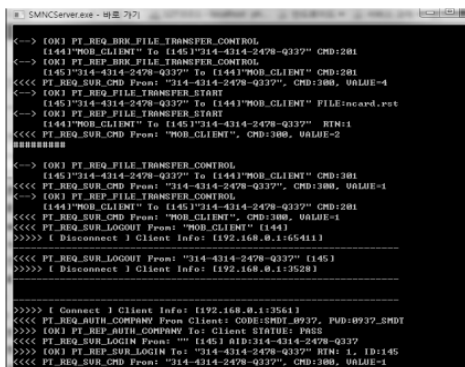 SMNCServer.exe - 바로 가기
<--> [OK] PT_REQ_BRK_FILE_TRANSFER_CONTROL
[144]"MOB_CLIENT" To [145]"314-4314-2478-Q337" CMD:201
<--> [OK] PT_REP_BRK_FILE_TRANSFER_CONTROL
[145]"314-4314-2478-Q337" To [144]"MOB_CLIENT" CMD:201
<<<< PT_REQ_SUR_CMD From: "314-4314-2478-Q337", CMD:300, VALUE=4
<--> [OK] PT_REQ_FILE_TRANSFER_START
[145]"314-4314-2478-Q337" To [144]"MOB_CLIENT" FILE:ncard.rst
<--> [OK] PT_REP_FILE_TRANSFER_START
[144]"MOB_CLIENT" To [145]"314-4314-2478-Q337"  RTN:1
<<<< PT_REQ_SUR_CMD From: "MOB_CLIENT", CMD:300, VALUE=2
#########
<--> [OK] PT_REQ_FILE_TRANSFER_CONTROL
[145]"314-4314-2478-Q337" To [144]"MOB_CLIENT" CMD:301
<<<< PT_REQ_SUR_CMD From: "314-4314-2478-Q337", CMD:300, VALUE=1
<--> [OK] PT_REP_FILE_TRANSFER_CONTROL
[144]"MOB_CLIENT" To [145]"314-4314-2478-Q337" CMD:201
<<<< PT_REQ_SUR_CMD From: "MOB_CLIENT", CMD:300, VALUE=1
<<<< PT_REQ_SUR_LOGOUT From: "MOB_CLIENT" [144]
>>>>> [ Disconnect ] Client Info: [192.168.0.1:65411]
<<<< PT_REQ_SUR_LOGOUT From: "314-4314-2478-Q337" [145]
>>>>> [ Disconnect ] Client Info: [192.168.0.1:3528]
>>>>> [ Connect ] Client Info: [192.168.0.1:3561]
<<<< PT_REQ_AUTH_COMPANY From Client: CODE:SMDT_0937, PWD:0937_SMDT
>>>> [OK] PT_REP_AUTH_COMPANY To: Client STATUE: PASS
<<<< PT_REQ_SUR_LOGIN From: "" [145] AID:314-4314-2478-Q337
>>>> [OK] PT_REP_SUR_LOGIN To: "314-4314-2478-Q337" RTN: 1, ID:145
<<<< PT_REQ_SUR_CMD From: "314-4314-2478-Q337", CMD:300, VALUE=1